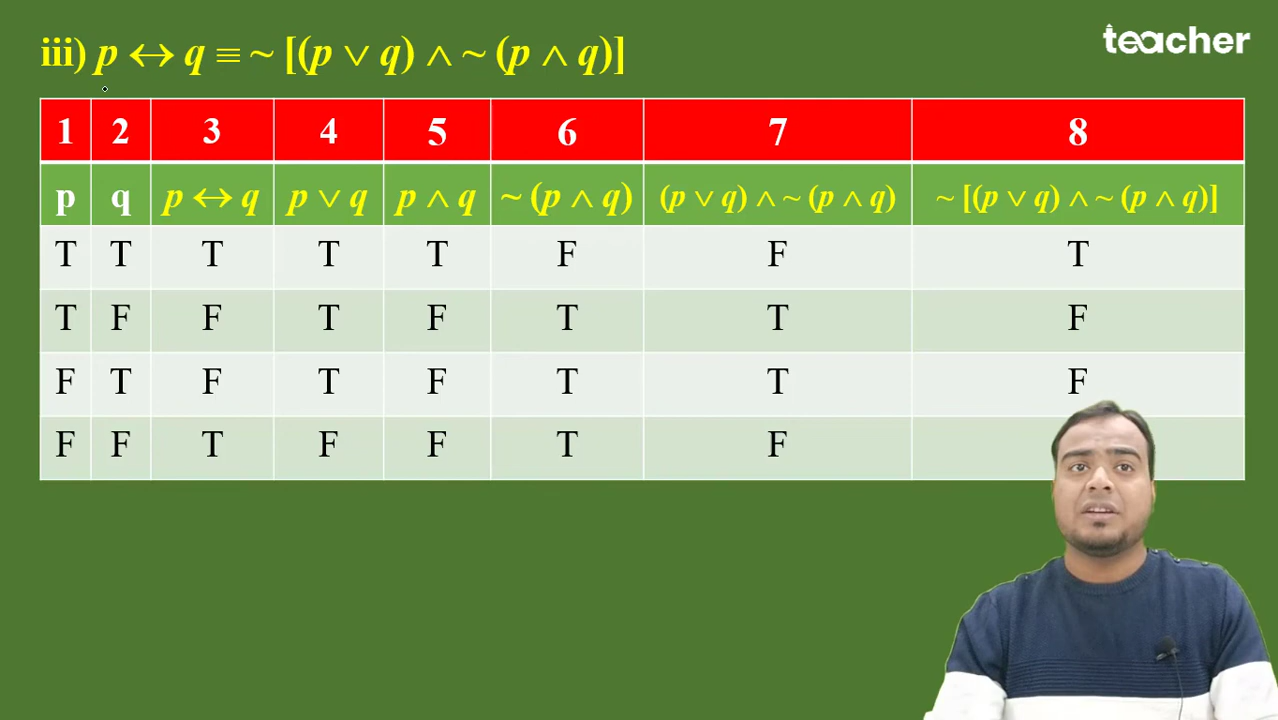 iii) p ↔ q ≡ ~ [(p ∨ q) ∧ ~ (p ∧ q)]
teacher
1 2 3 4 5 6 7 8
p q p ↔ q p ∨ q p ∧ q ~ (p ∧ q) (p ∨ q) ∧ ~ (p ∧ q) ~ [(p ∨ q) ∧ ~ (p ∧ q)]
T T T T T F F T
T F F T F T T F
F T F T F T T F
F F T F F T F